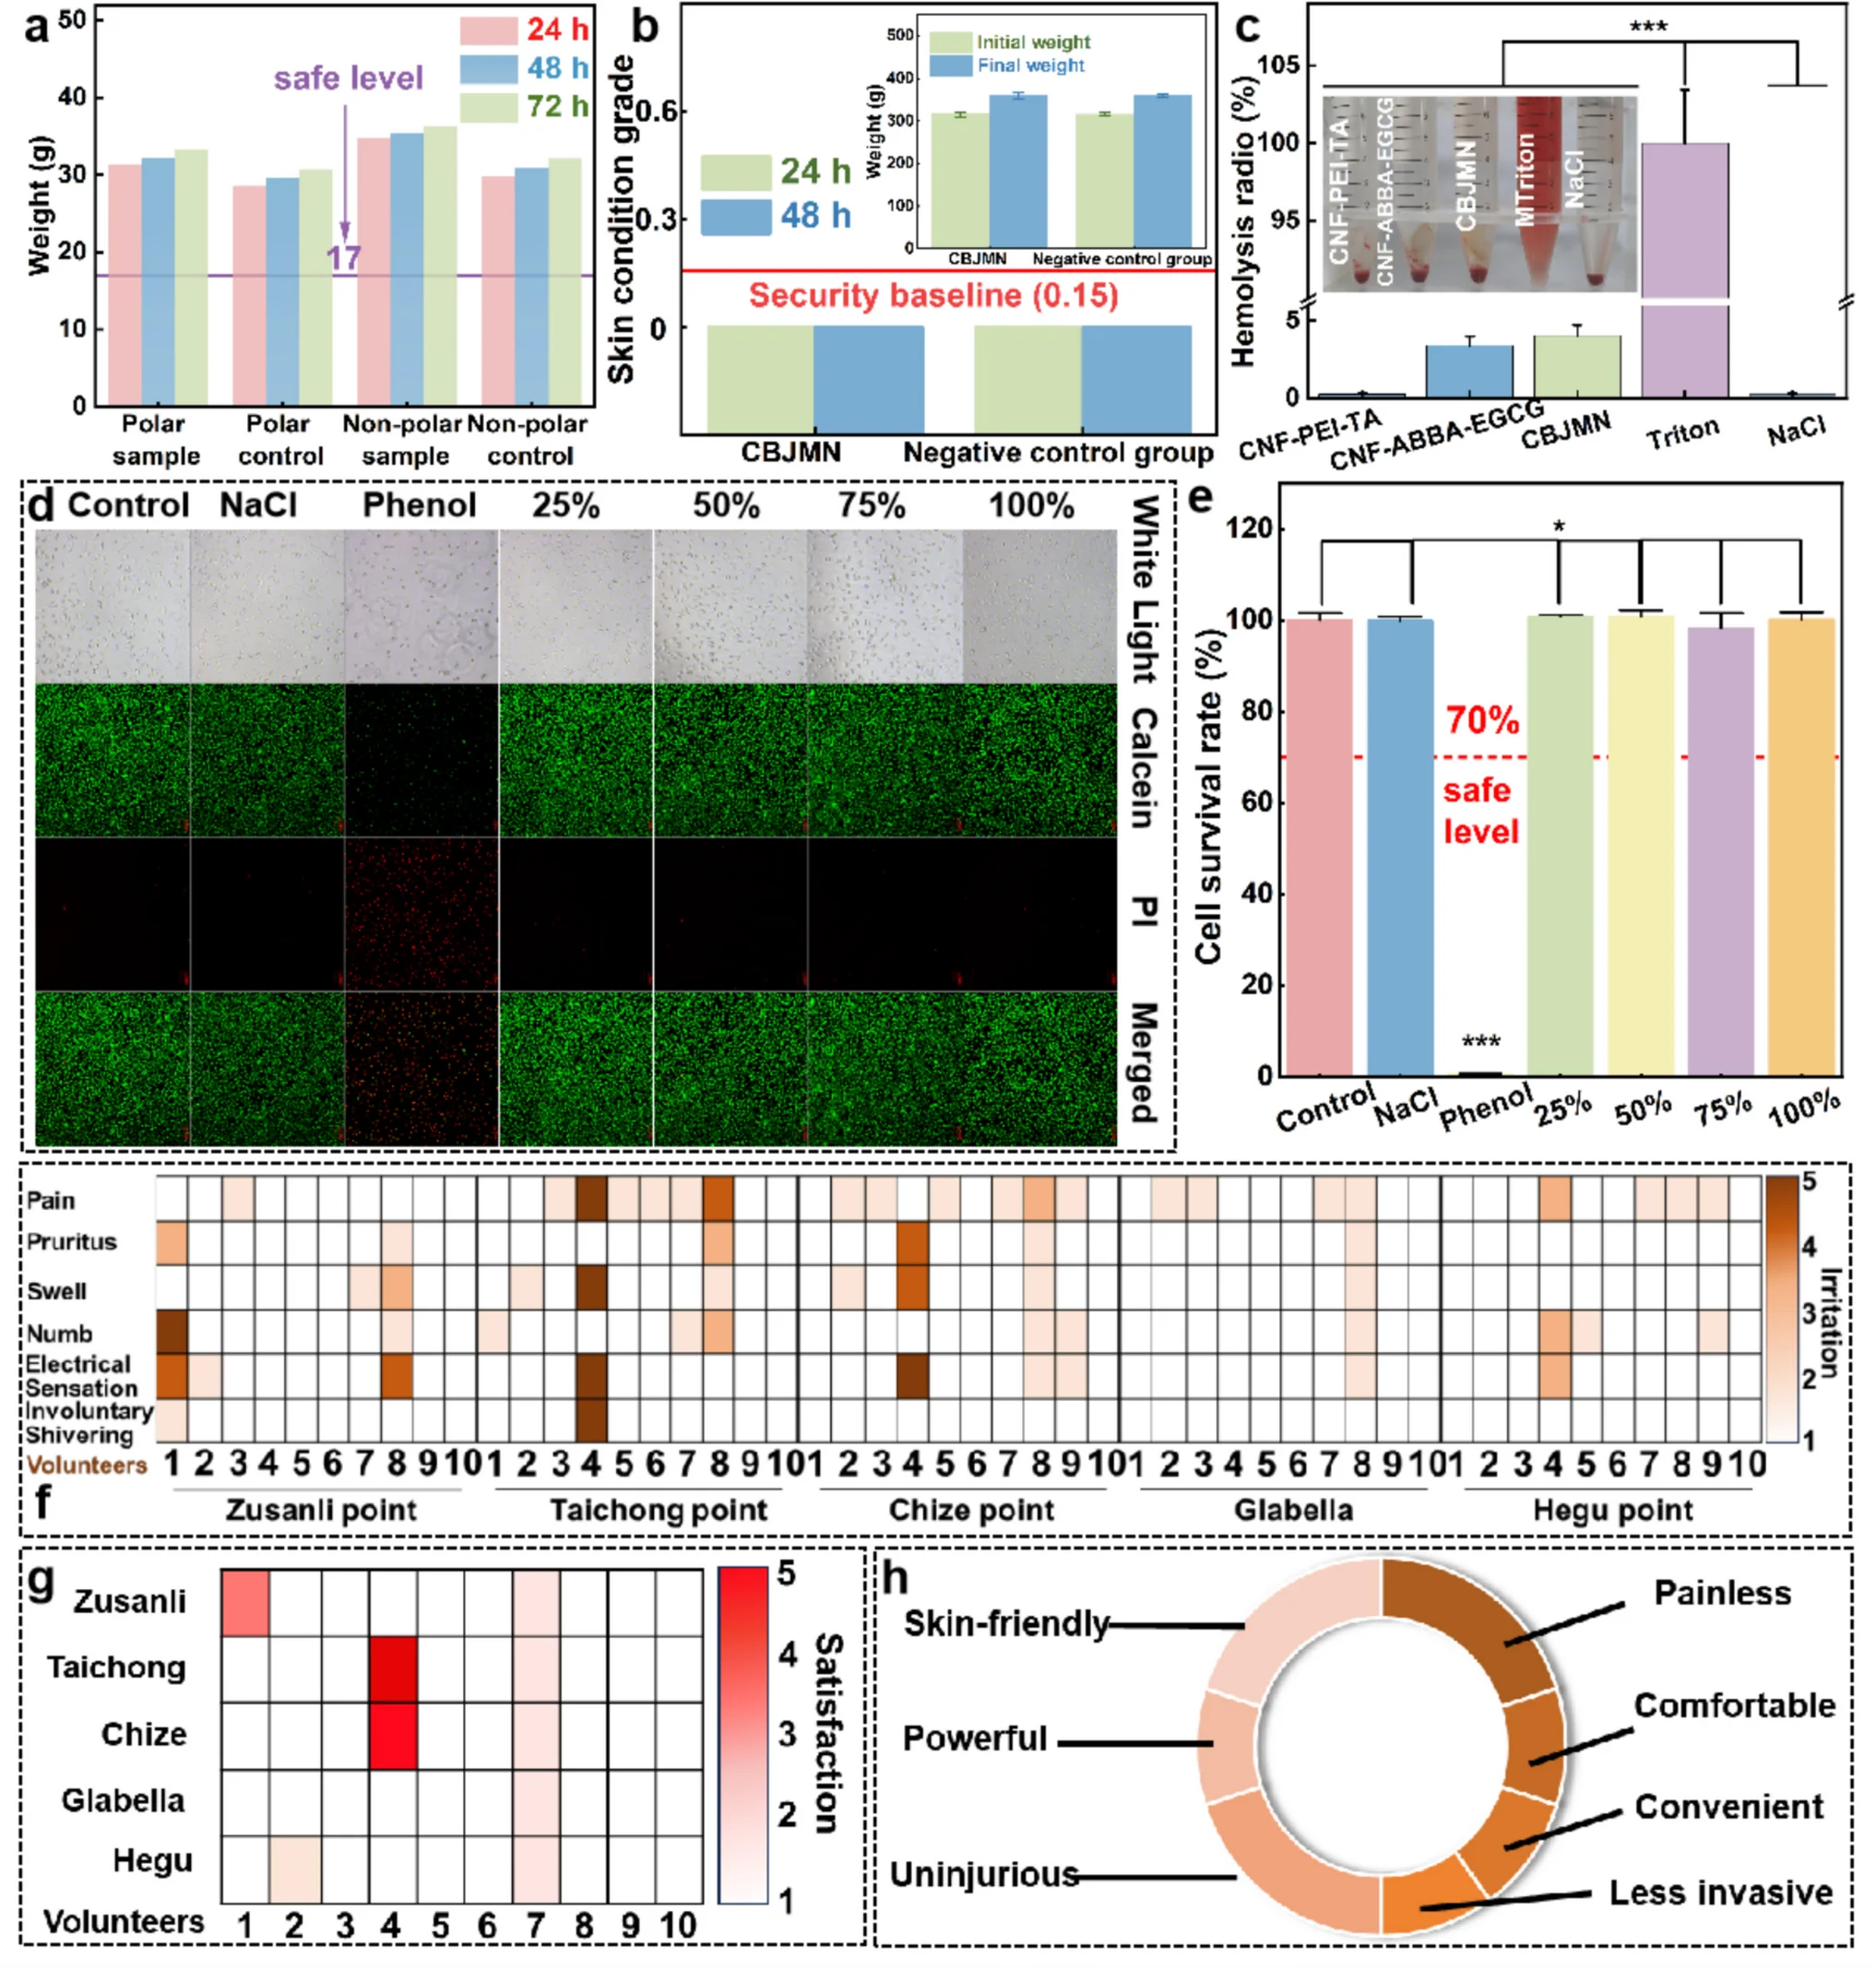 a
50
40
30
20
10
0
Weight (g)
24 h
48 h
72 h
safe level
17
Polar sample
Polar control
Non-polar sample
Non-polar control
b
Skin condition grade
0.6
0.3
0
24 h
48 h
500
400
300
200
100
0
Weight (g)
Initial weight
Final weight
CBJMN
Negative control group
Security baseline (0.15)
CBJMN
Negative control group
c
Hemolysis radio (%)
105
100
95
5
0
***
CNF-PEI-TA
CNF-ABBA-EGCG
CBJMN
MTriton
NaCl
CNF-PEI-TA
CNF-ABBA-EGCG
CBJMN
Triton
NaCl
d
Control NaCl Phenol 25% 50% 75% 100%
White Light
Calcein
PI
Merged
e
Cell survival rate (%)
120
100
80
60
40
20
0
*
70%
safe
level
***
Control NaCl Phenol 25% 50% 75% 100%
Pain
Pruritus
Swell
Numb
Electrical
Sensation
Involuntary
Shivering
Volunteers 1 2 3 4 5 6 7 8 9 10 1 2 3 4 5 6 7 8 9 10 1 2 3 4 5 6 7 8 9 10 1 2 3 4 5 6 7 8 9 10 1 2 3 4 5 6 7 8 9 10
5
4
3
2
1
Irritation
f
Zusanli point Taichong point Chize point Glabella Hegu point
g
Zusanli
Taichong
Chize
Glabella
Hegu
Volunteers 1 2 3 4 5 6 7 8 9 10
5
4
3
2
1
Satisfaction
h
Skin-friendly
Powerful
Uninjurious
Painless
Comfortable
Convenient
Less invasive